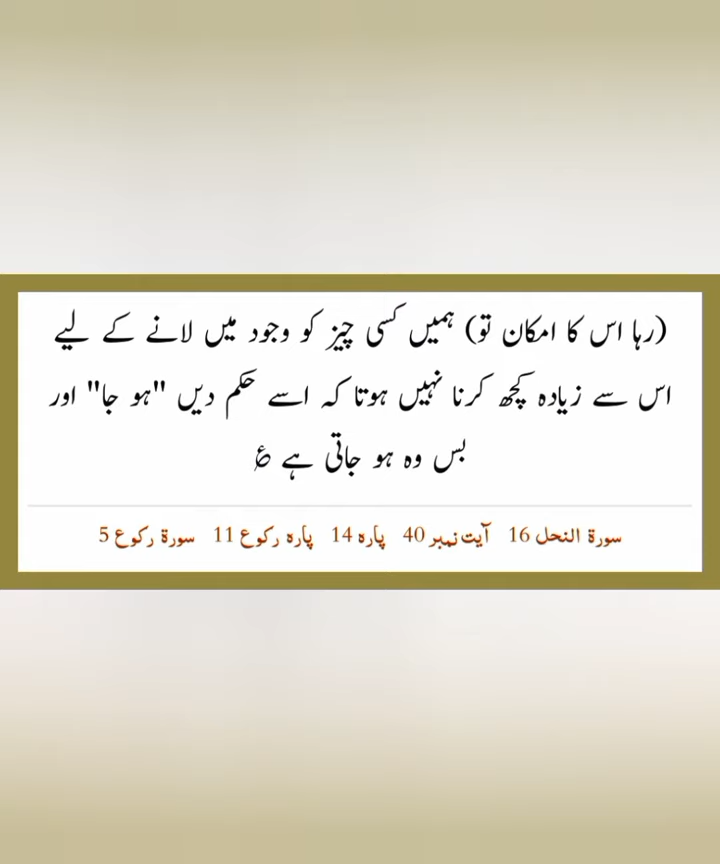 (رہا اس کا امکان تو) ہمیں کسی چیز کو وجود میں لانے کے لیے
اس سے زیادہ کچھ کرنا نہیں ہوتا کہ اسے حکم دیں "ہو جا" اور
بس وہ ہو جاتی ہے ؏
سورۃ النحل 16 آیت نمبر 40 پارہ 14 پارہ رکوع 11 سورۃ رکوع 5